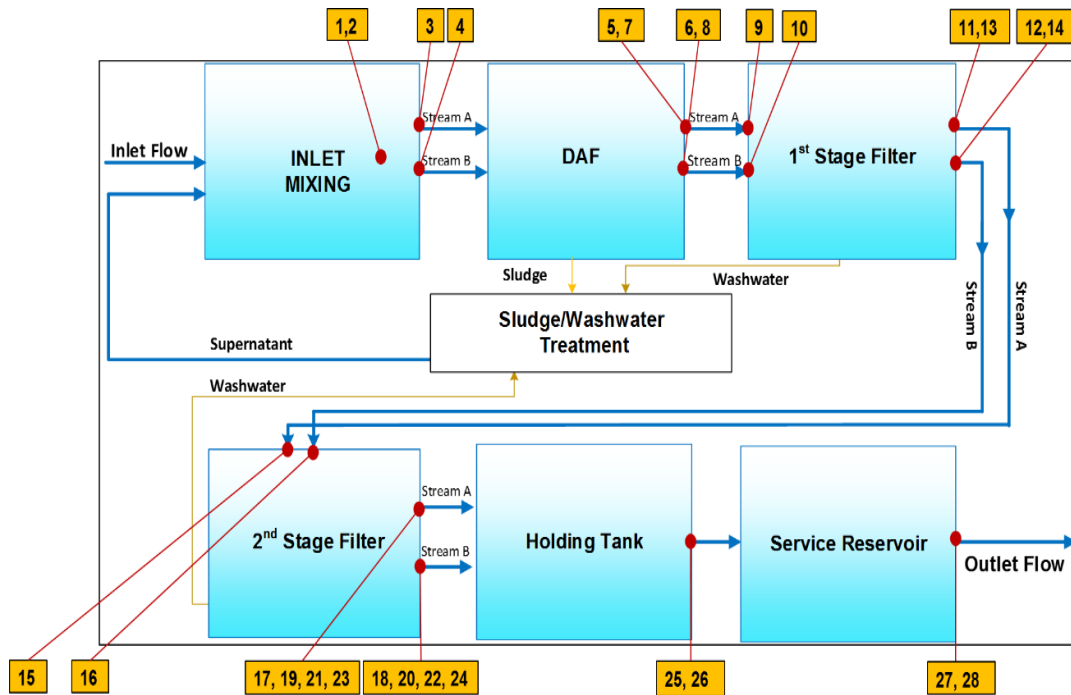 1,2
3
4
5, 7
6, 8
9
10
11,13
12,14
Inlet Flow
INLET
MIXING
Stream A
Stream B
DAF
Stream A
Stream B
1st Stage Filter
Sludge
Washwater
Stream B
Stream A
Sludge/Washwater
Treatment
Supernatant
Washwater
2nd Stage Filter
Stream A
Stream B
Holding Tank
Service Reservoir
Outlet Flow
15
16
17, 19, 21, 23
18, 20, 22, 24
25, 26
27, 28